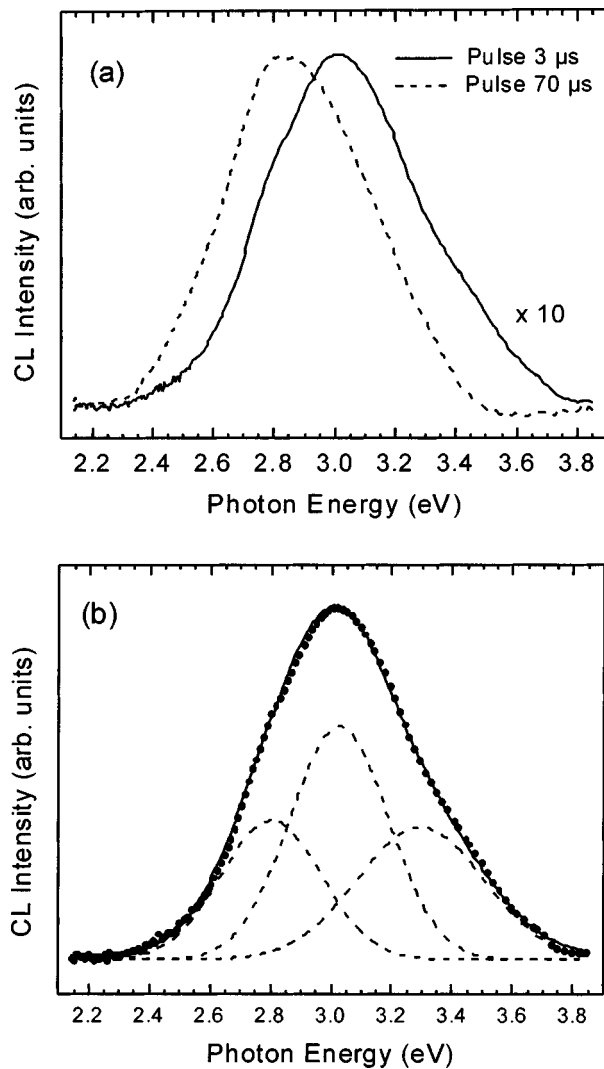 (a)
Pulse 3 µs
Pulse 70 µs
x 10
CL Intensity (arb. units)
2.2 2.4 2.6 2.8 3.0 3.2 3.4 3.6 3.8
Photon Energy (eV)
(b)
CL Intensity (arb. units)
2.2 2.4 2.6 2.8 3.0 3.2 3.4 3.6 3.8
Photon Energy (eV)